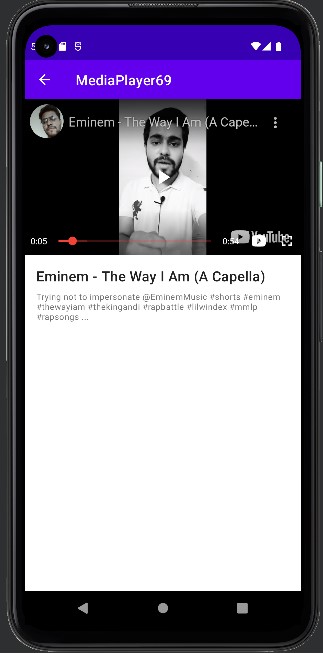 MediaPlayer69
Eminem - The Way I Am (A Cape...
YouTube
0:05
0:54
Eminem - The Way I Am (A Capella)
Trying not to impersonate @EminemMusic #shorts #eminem
#thewayiam #thekingandi #rapbattle #lilwindex #mmlp
#rapsongs ...